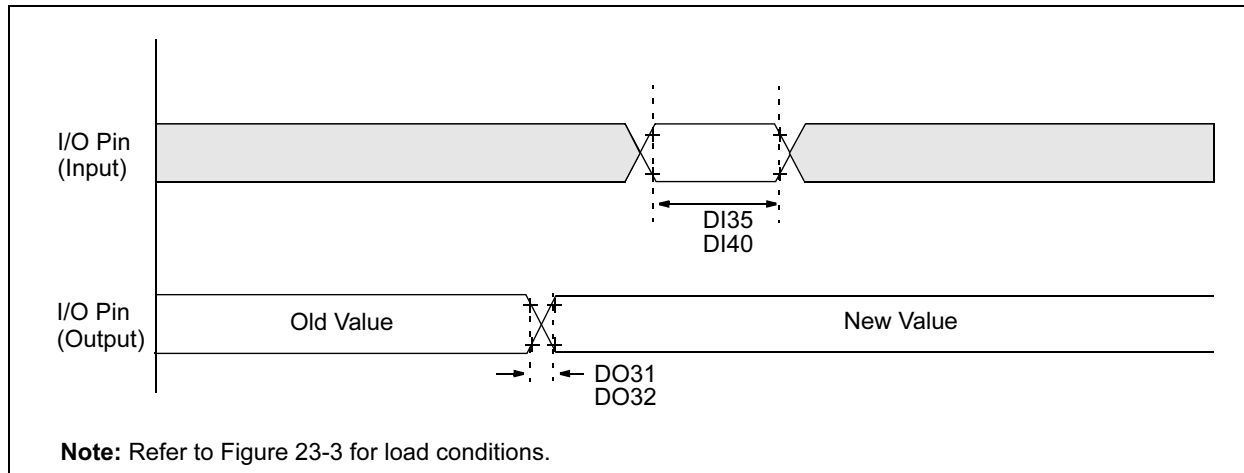 I/O Pin
(Input)
DI35
DI40
I/O Pin
(Output)
Old Value
New Value
DO31
DO32
Note: Refer to Figure 23-3 for load conditions.